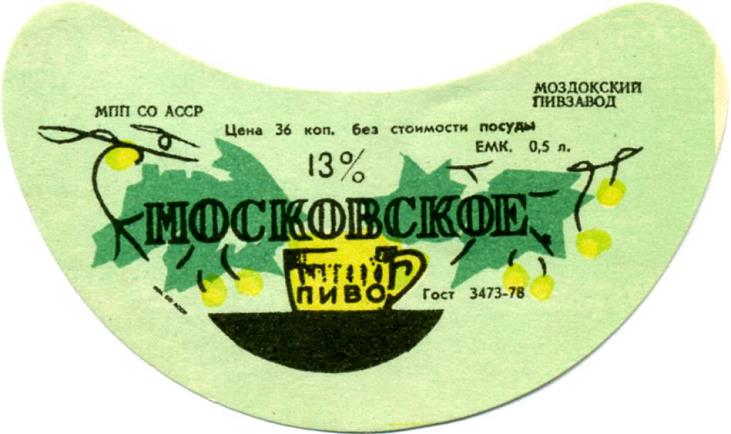 МПП СО АССР
МОЗДОКСКИЙ
ПИВЗАВОД
Цена 36 коп. без стоимости посуды
ЕМК. 0,5 л.
13%
МОСКОВСКОЕ
ПИВО
Гост 3473-78